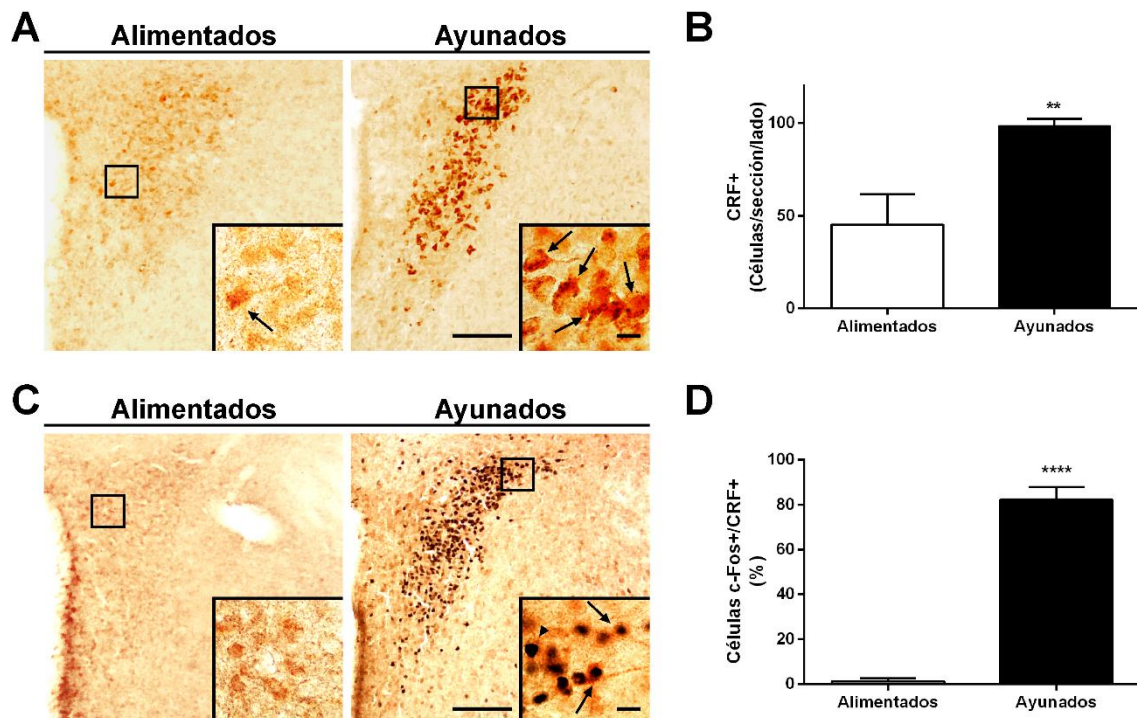 A
Alimentados
Ayunados
B
CRF+
(Células/sección/lado)
100
50
0
**
Alimentados
Ayunados
C
Alimentados
Ayunados
D
Células c-Fos+/CRF+
(%)
100
80
60
40
20
0
****
Alimentados
Ayunados